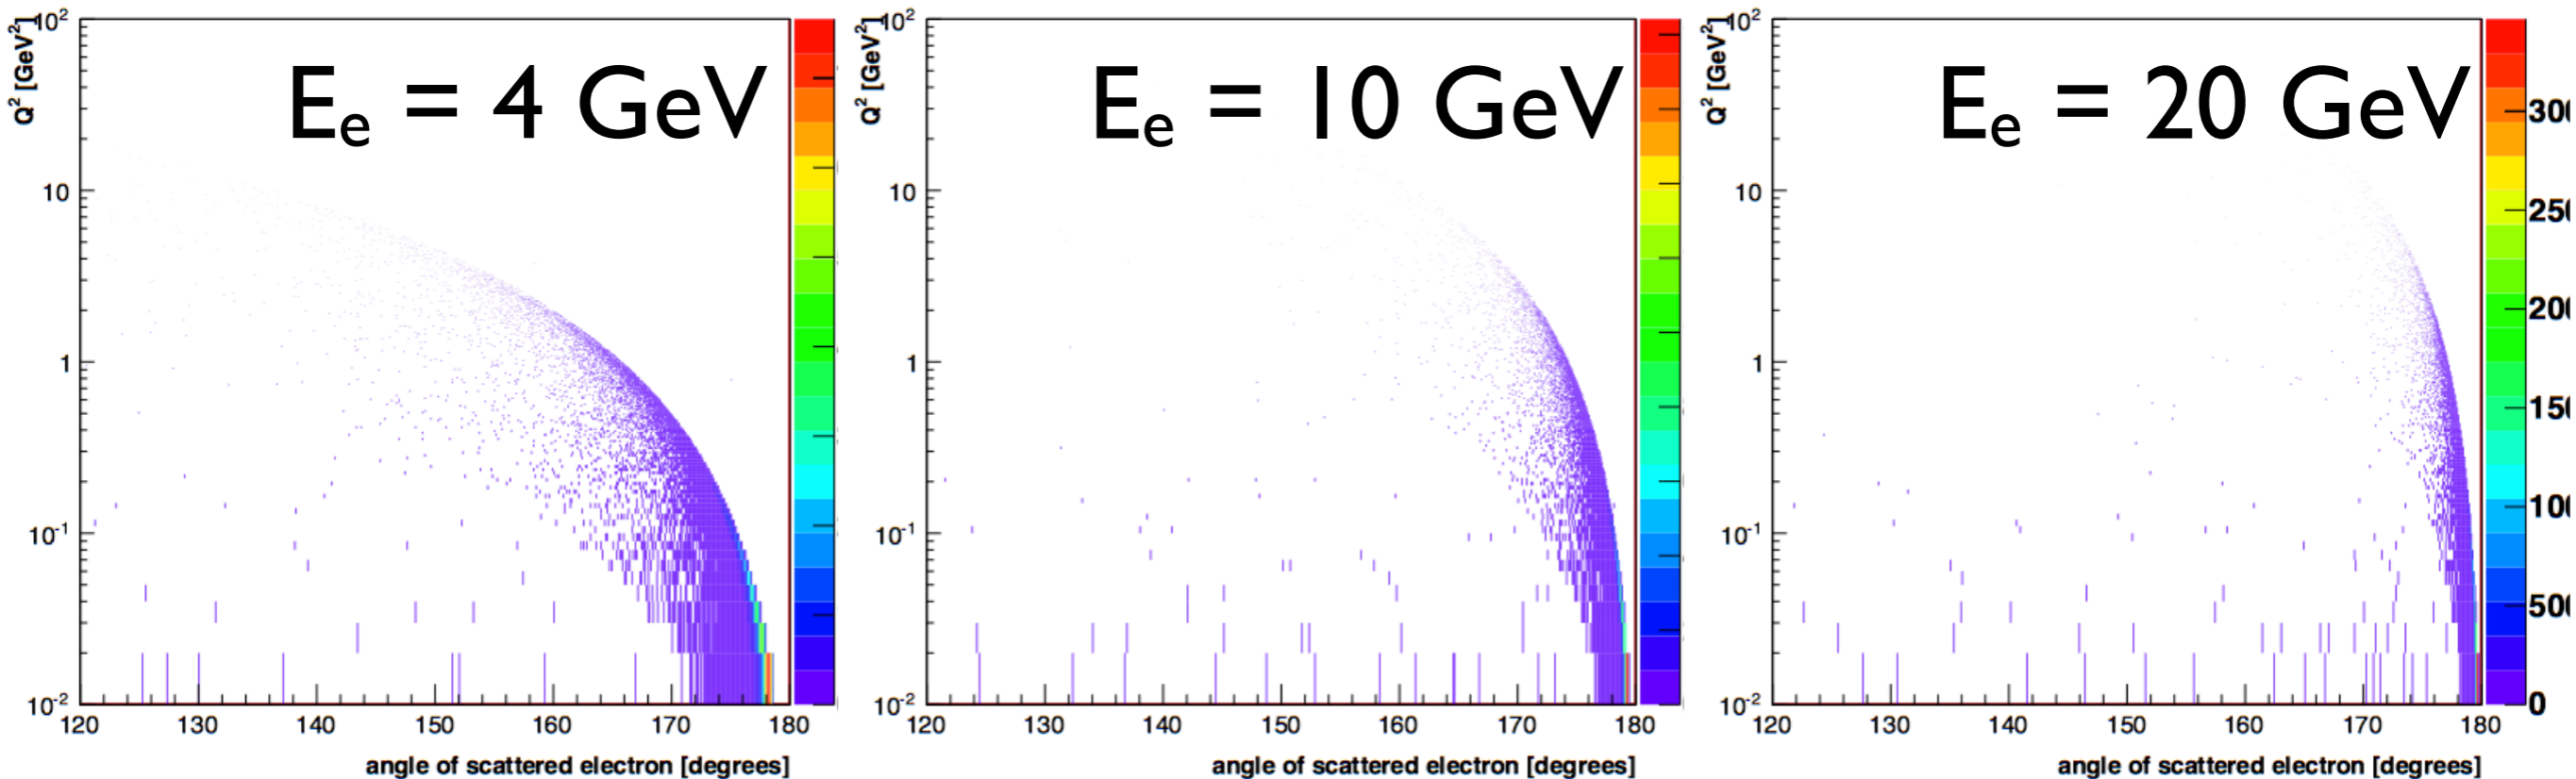 Q² [GeV²]
10²
10
1
10⁻¹
10⁻²
Eₑ = 4 GeV
120 130 140 150 160 170 180
angle of scattered electron [degrees]
Q² [GeV²]
10²
10
1
10⁻¹
10⁻²
Eₑ = 10 GeV
120 130 140 150 160 170 180
angle of scattered electron [degrees]
Q² [GeV²]
10²
10
1
10⁻¹
10⁻²
Eₑ = 20 GeV
120 130 140 150 160 170 180
angle of scattered electron [degrees]
0